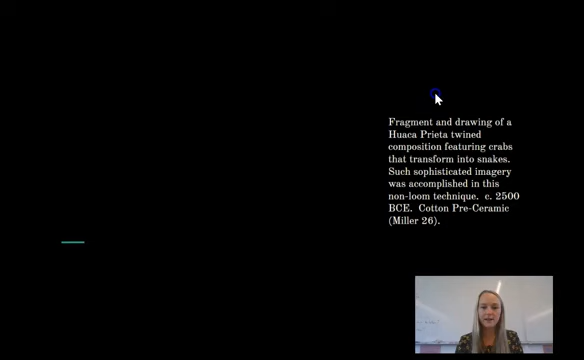 Fragment and drawing of a
Huaca Prieta twined
composition featuring crabs
that transform into snakes.
Such sophisticated imagery
was accomplished in this
non-loom technique.  c. 2500
BCE.  Cotton Pre-Ceramic
(Miller 26).